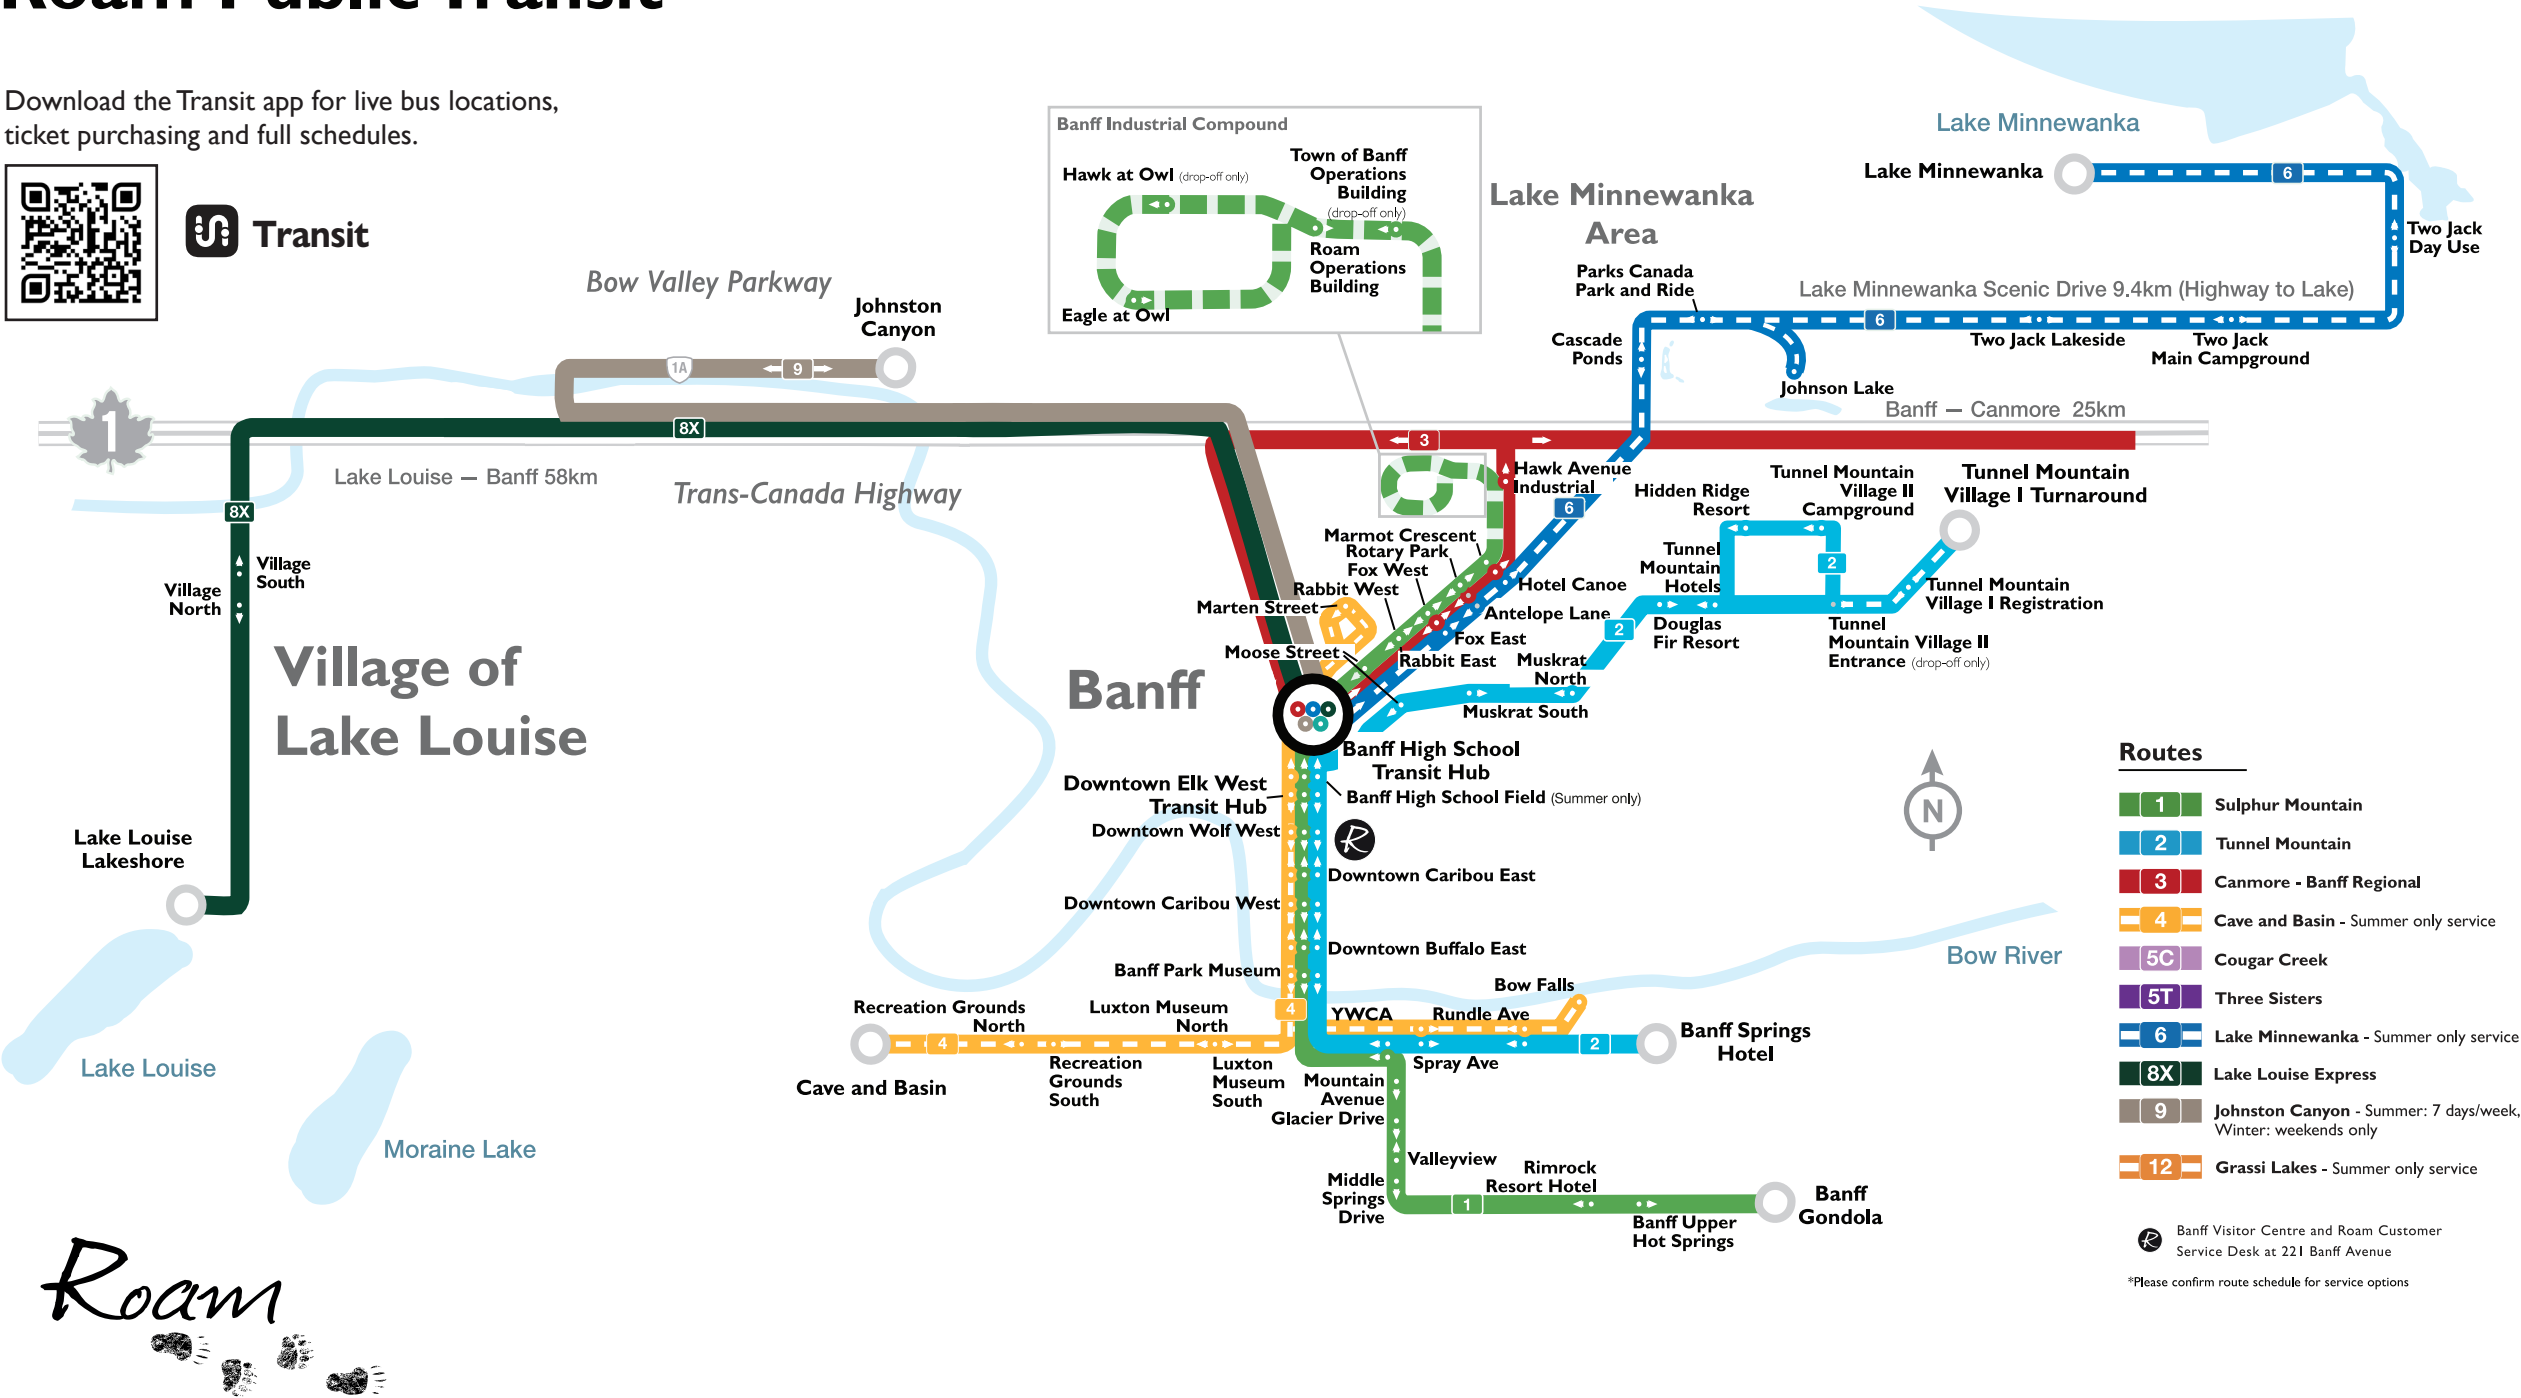 Roam Public Transit
Download the Transit app for live bus locations,
ticket purchasing and full schedules.
Transit
Bow Valley Parkway
Johnston
Canyon
1A
9
1
8X
Lake Louise — Banff 58km
Trans-Canada Highway
8X
Village
South
Village
North
Village of
Lake Louise
Lake Louise
Lakeshore
Lake Louise
Moraine Lake
Roam
Banff Industrial Compound
Hawk at Owl (drop-off only)
Town of Banff
Operations
Building
(drop-off only)
Roam
Operations
Building
Eagle at Owl
Lake Minnewanka
Area
Lake Minnewanka
Lake Minnewanka
6
Two Jack
Day Use
Parks Canada
Park and Ride
Lake Minnewanka Scenic Drive 9.4km (Highway to Lake)
6
Cascade
Ponds
Two Jack Lakeside
Two Jack
Main Campground
Johnson Lake
Banff — Canmore 25km
3
Hawk Avenue
Industrial
6
Hidden Ridge
Resort
Tunnel Mountain
Village II
Campground
Tunnel Mountain
Village I Turnaround
Marmot Crescent
Rotary Park
Fox West
Rabbit West
Marten Street
Moose Street
Hotel Canoe
Antelope Lane
Fox East
Rabbit East
Tunnel
Mountain
Hotels
2
2
Tunnel Mountain
Village I Registration
Douglas
Fir Resort
Tunnel
Mountain Village II
Entrance (drop-off only)
Muskrat
North
Muskrat South
Banff
Banff High School
Transit Hub
Banff High School Field (Summer only)
Downtown Elk West
Transit Hub
Downtown Wolf West
R
Downtown Caribou East
Downtown Caribou West
Downtown Buffalo East
Banff Park Museum
Bow River
Bow Falls
Recreation Grounds
North
Luxton Museum
North
4
YWCA
Rundle Ave
4
2
Banff Springs
Hotel
Cave and Basin
Recreation
Grounds
South
Luxton
Museum
South
Spray Ave
Mountain
Avenue
Glacier Drive
Valleyview
Middle
Springs
Drive
Rimrock
Resort Hotel
1
Banff Upper
Hot Springs
Banff
Gondola
N
Routes
1 Sulphur Mountain
2 Tunnel Mountain
3 Canmore - Banff Regional
4 Cave and Basin - Summer only service
5C Cougar Creek
5T Three Sisters
6 Lake Minnewanka - Summer only service
8X Lake Louise Express
9 Johnston Canyon - Summer: 7 days/week,
Winter: weekends only
12 Grassi Lakes - Summer only service
R Banff Visitor Centre and Roam Customer
Service Desk at 221 Banff Avenue
*Please confirm route schedule for service options